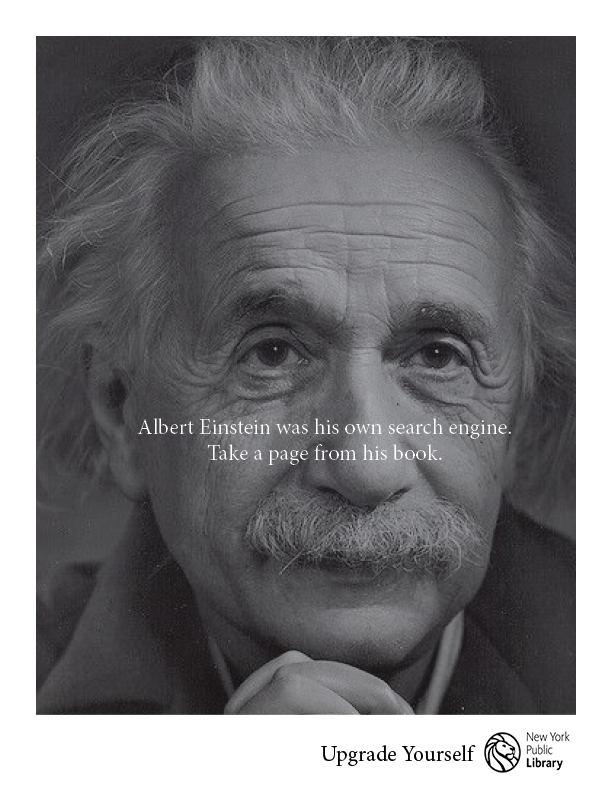 Albert Einstein was his own search engine.
Take a page from his book.
Upgrade Yourself
New York
Public
Library